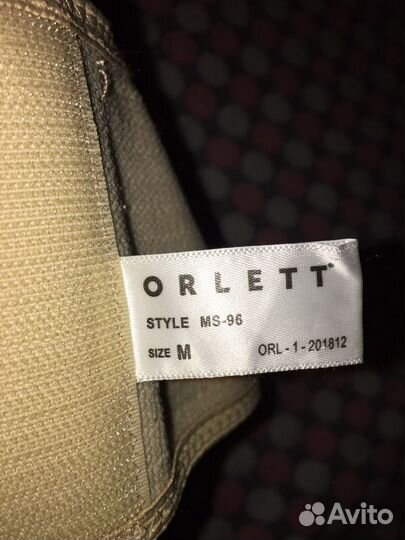 ORLETT
STYLE MS-96
SIZE M ORL-1-201812
Avito